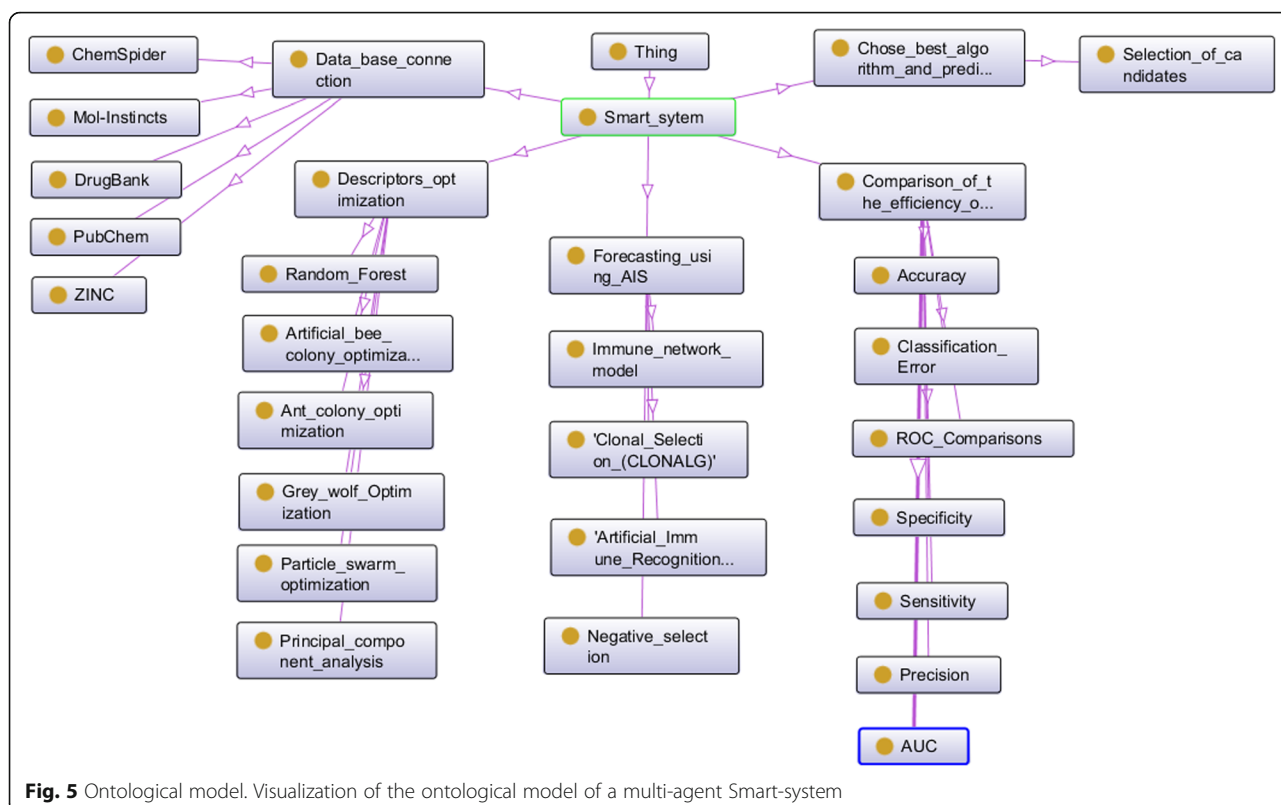 Thing
Smart_sytem
Data_base_conne
ction
ChemSpider
Mol-Instincts
DrugBank
PubChem
ZINC
Chose_best_algo
rithm_and_predi...
Selection_of_ca
ndidates
Descriptors_opt
imization
Random_Forest
Artificial_bee_
colony_optimiza...
Ant_colony_opti
mization
Grey_wolf_Optim
ization
Particle_swarm_
optimization
Principal_compo
nent_analysis
Forecasting_usi
ng_AIS
Immune_network_
model
'Clonal_Selecti
on_(CLONALG)'
'Artificial_Imm
une_Recognition...
Negative_select
ion
Comparison_of_t
he_efficiency_o...
Accuracy
Classification_
Error
ROC_Comparisons
Specificity
Sensitivity
Precision
AUC
Fig. 5 Ontological model. Visualization of the ontological model of a multi-agent Smart-system